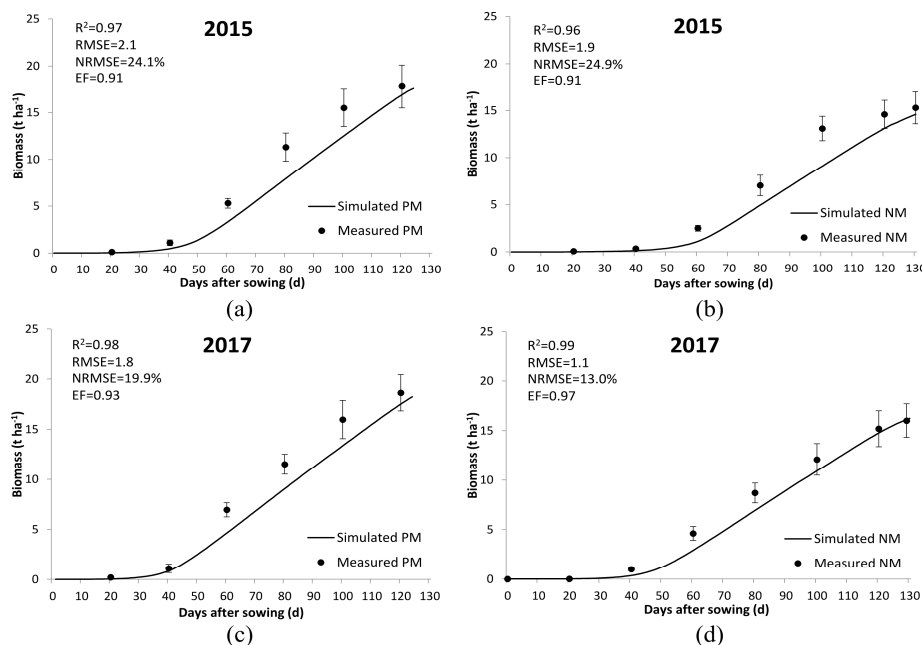 2015
R²=0.97
RMSE=2.1
NRMSE=24.1%
EF=0.91
25
20
15
10
5
0
Biomass (t ha⁻¹)
Simulated PM
Measured PM
0 10 20 30 40 50 60 70 80 90 100 110 120 130
Days after sowing (d)
(a)
2015
R²=0.96
RMSE=1.9
NRMSE=24.9%
EF=0.91
25
20
15
10
5
0
Biomass (t ha⁻¹)
Simulated NM
Measured NM
0 10 20 30 40 50 60 70 80 90 100 110 120 130
Days after sowing (d)
(b)
2017
R²=0.98
RMSE=1.8
NRMSE=19.9%
EF=0.93
25
20
15
10
5
0
Biomass (t ha⁻¹)
Simulated PM
Measured PM
0 10 20 30 40 50 60 70 80 90 100 110 120 130
Days after sowing (d)
(c)
2017
R²=0.99
RMSE=1.1
NRMSE=13.0%
EF=0.97
25
20
15
10
5
0
Biomass (t ha⁻¹)
Simulated NM
Measured NM
0 10 20 30 40 50 60 70 80 90 100 110 120 130
Days after sowing (d)
(d)